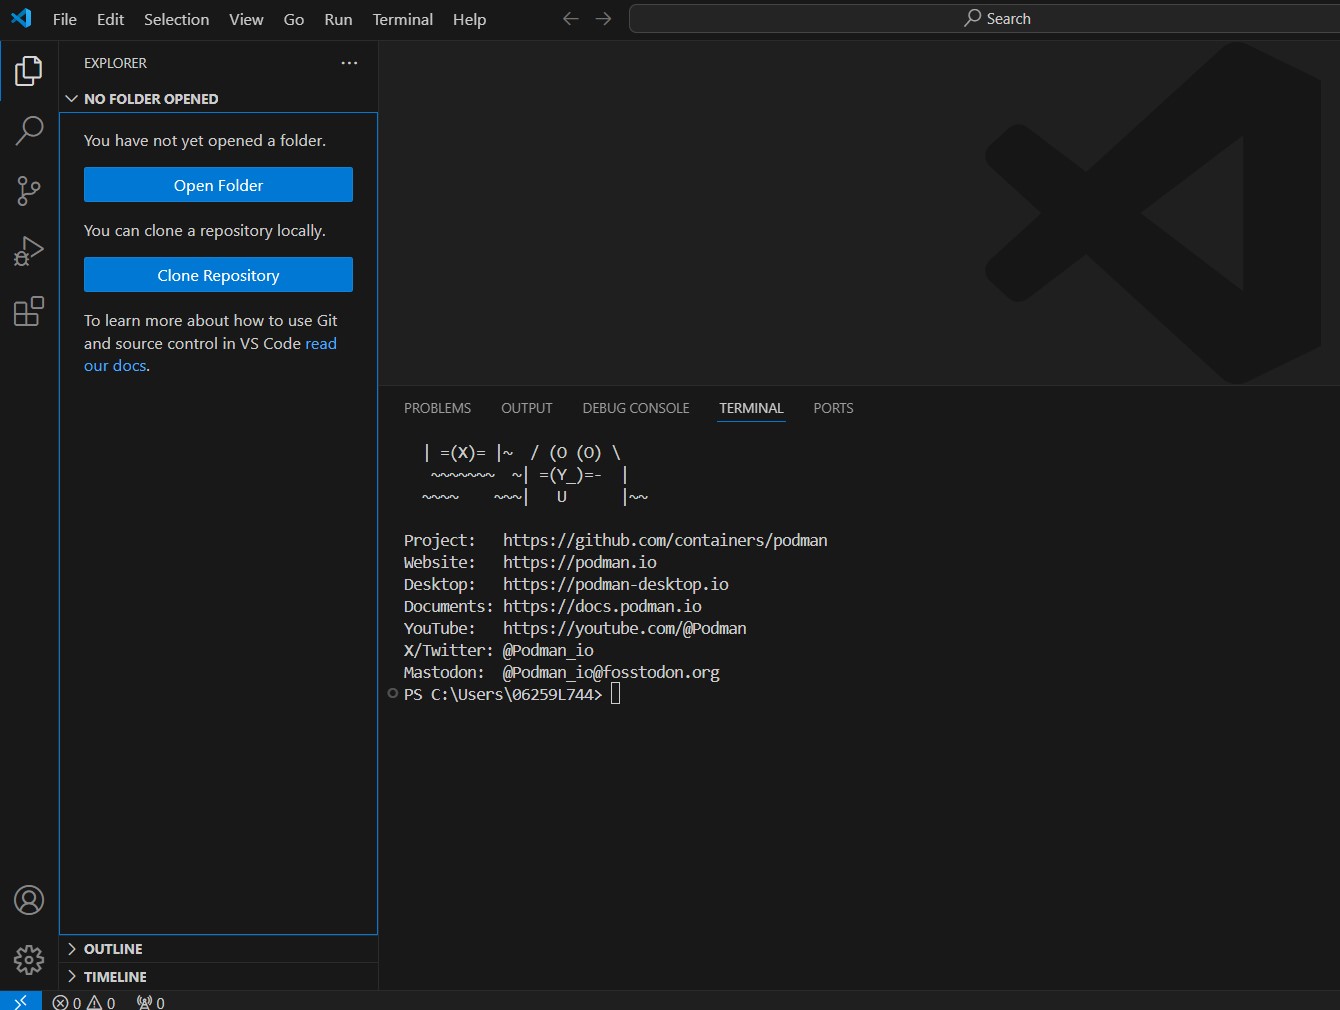 File Edit Selection View Go Run Terminal Help
Search
EXPLORER
NO FOLDER OPENED
You have not yet opened a folder.
Open Folder
You can clone a repository locally.
Clone Repository
To learn more about how to use Git
and source control in VS Code read
our docs.
OUTLINE
TIMELINE
PROBLEMS OUTPUT DEBUG CONSOLE TERMINAL PORTS
| =(X)= |~  / (O (O) \
~~~~~~~  ~| =(Y_)=-  |
~~~~    ~~~|   U      |~~
Project:   https://github.com/containers/podman
Website:   https://podman.io
Desktop:   https://podman-desktop.io
Documents: https://docs.podman.io
YouTube:   https://youtube.com/@Podman
X/Twitter: @Podman_io
Mastodon:  @Podman_io@fosstodon.org
PS C:\Users\06259L744>
0 0 0